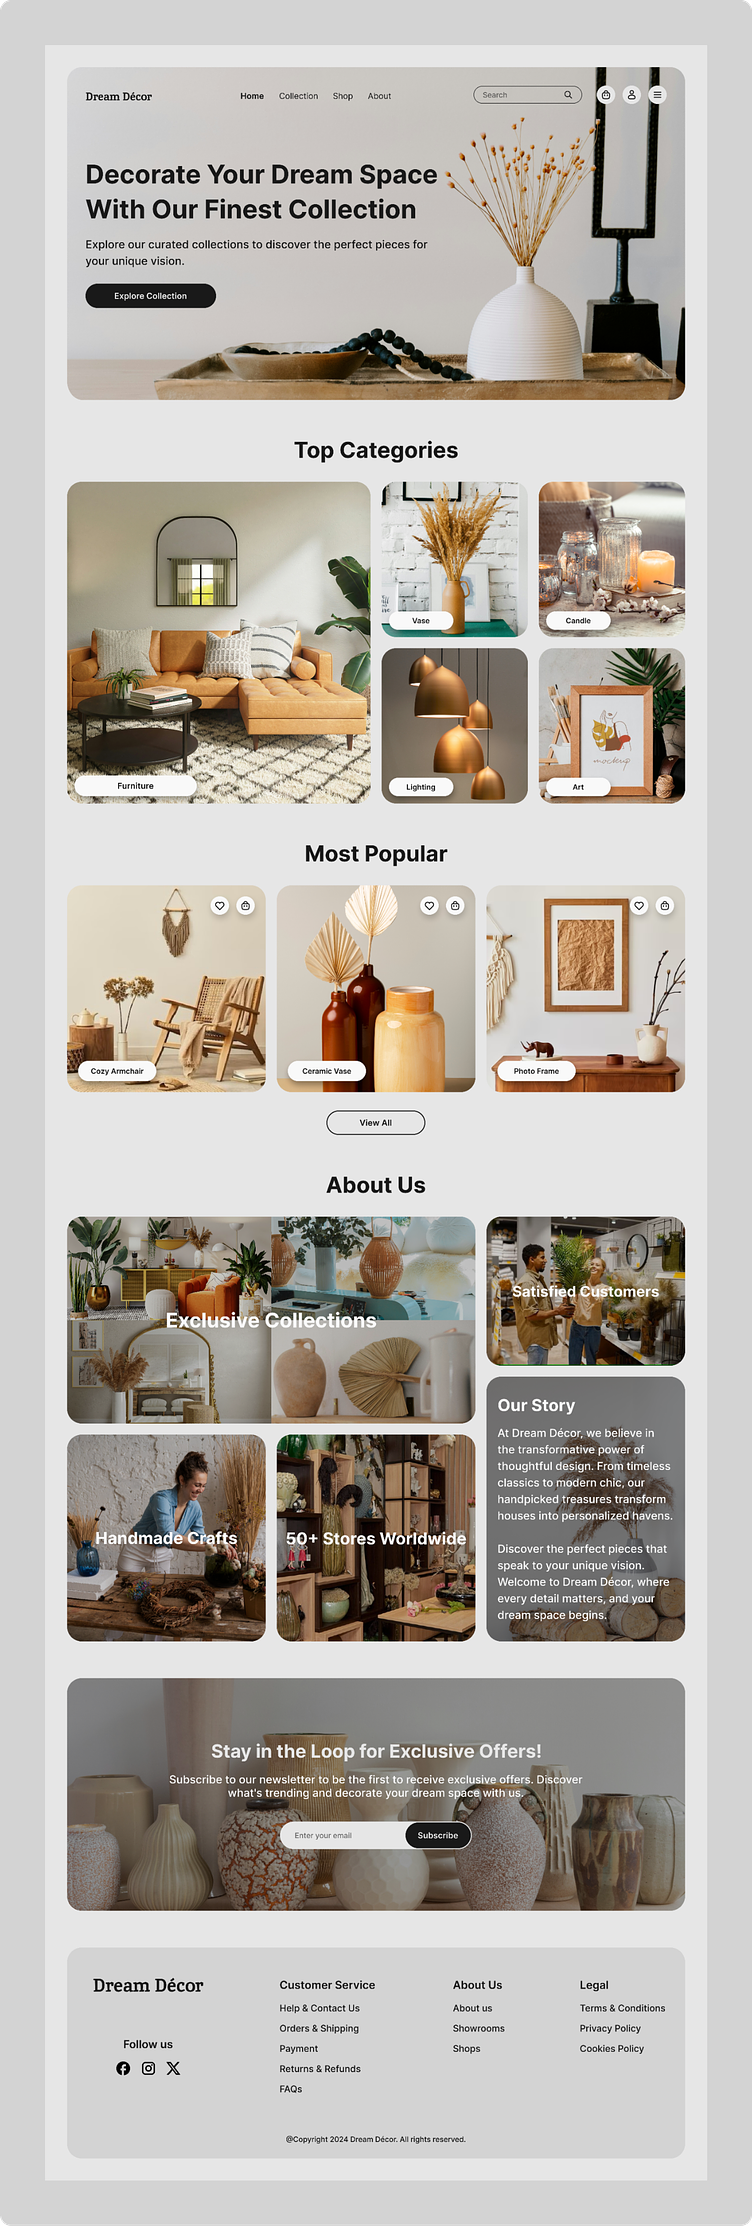 Dream Décor
Home Collection Shop About
Search
Decorate Your Dream Space
With Our Finest Collection
Explore our curated collections to discover the perfect pieces for
your unique vision.
Explore Collection
Top Categories
Furniture
Vase
Candle
Lighting
mockup
Art
Most Popular
Cozy Armchair
Ceramic Vase
Photo Frame
View All
About Us
Exclusive Collections
Satisfied Customers
Handmade Crafts
50+ Stores Worldwide
Our Story
At Dream Décor, we believe in
the transformative power of
thoughtful design. From timeless
classics to modern chic, our
handpicked treasures transform
houses into personalized havens.
Discover the perfect pieces that
speak to your unique vision.
Welcome to Dream Décor, where
every detail matters, and your
dream space begins.
Stay in the Loop for Exclusive Offers!
Subscribe to our newsletter to be the first to receive exclusive offers. Discover
what's trending and decorate your dream space with us.
Enter your email
Subscribe
Dream Décor
Follow us
Customer Service
Help & Contact Us
Orders & Shipping
Payment
Returns & Refunds
FAQs
About Us
About us
Showrooms
Shops
Legal
Terms & Conditions
Privacy Policy
Cookies Policy
@Copyright 2024 Dream Décor. All rights reserved.